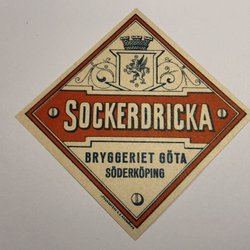 SOCKERDRICKA
BRYGGERIET GÖTA
SÖDERKÖPING